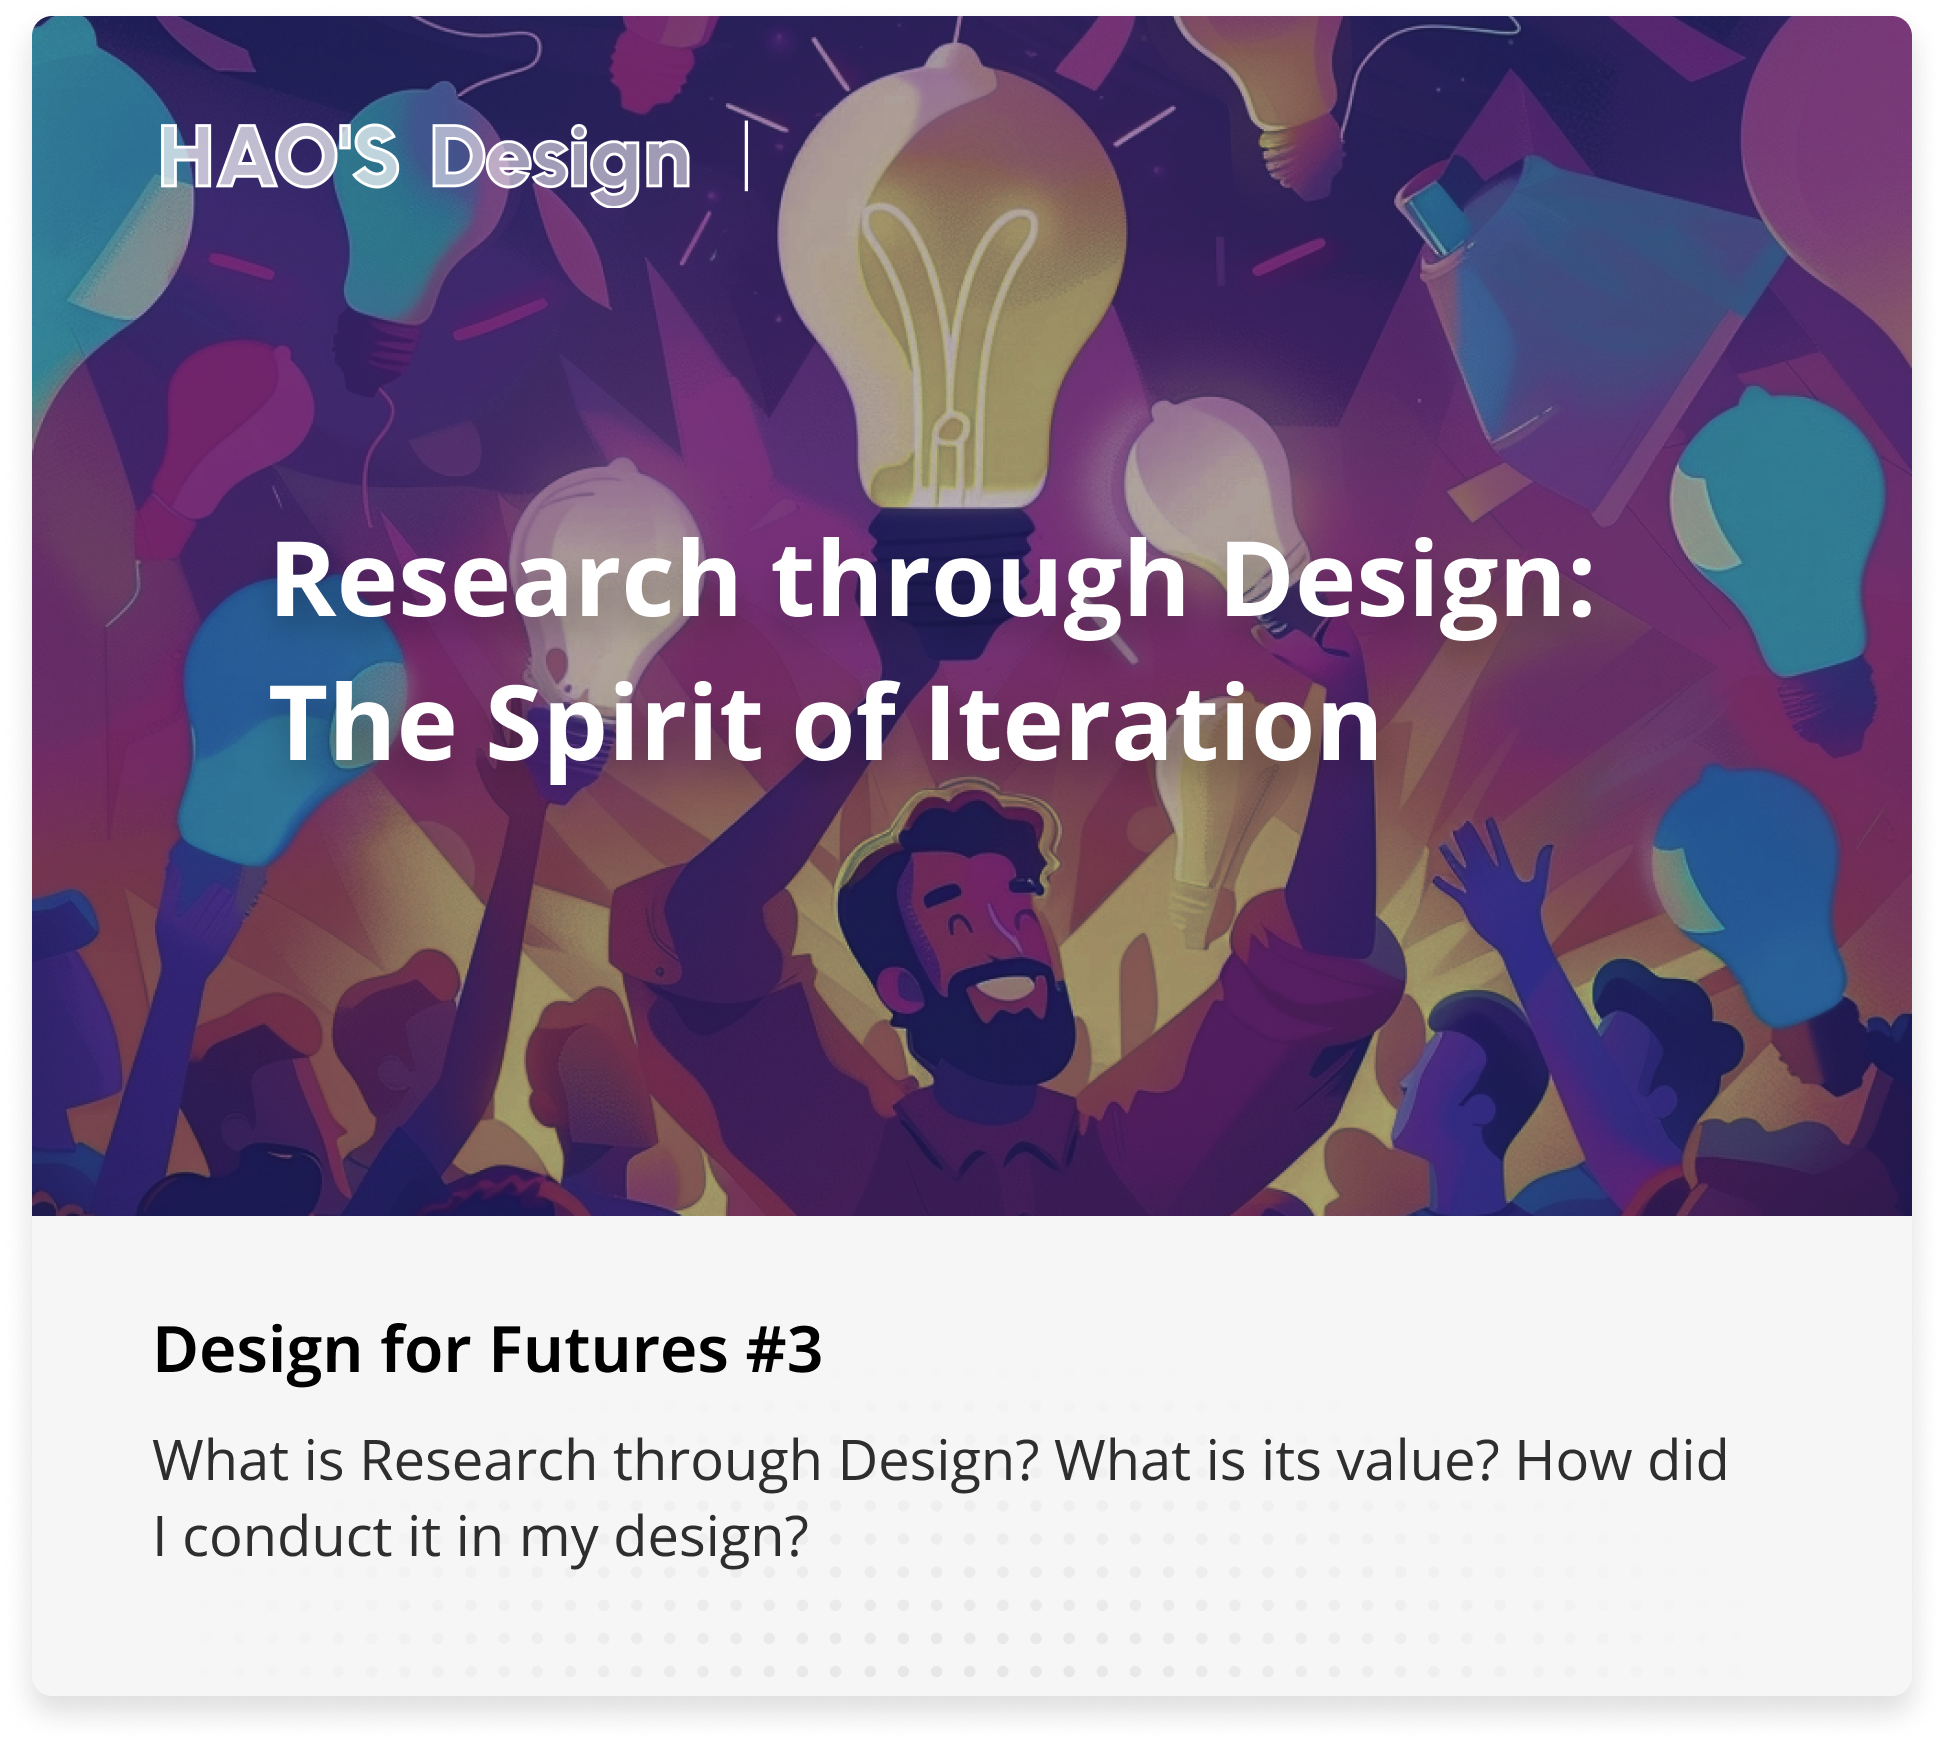 HAO'S Design |
Research through Design:
The Spirit of Iteration
Design for Futures #3
What is Research through Design? What is its value? How did
I conduct it in my design?